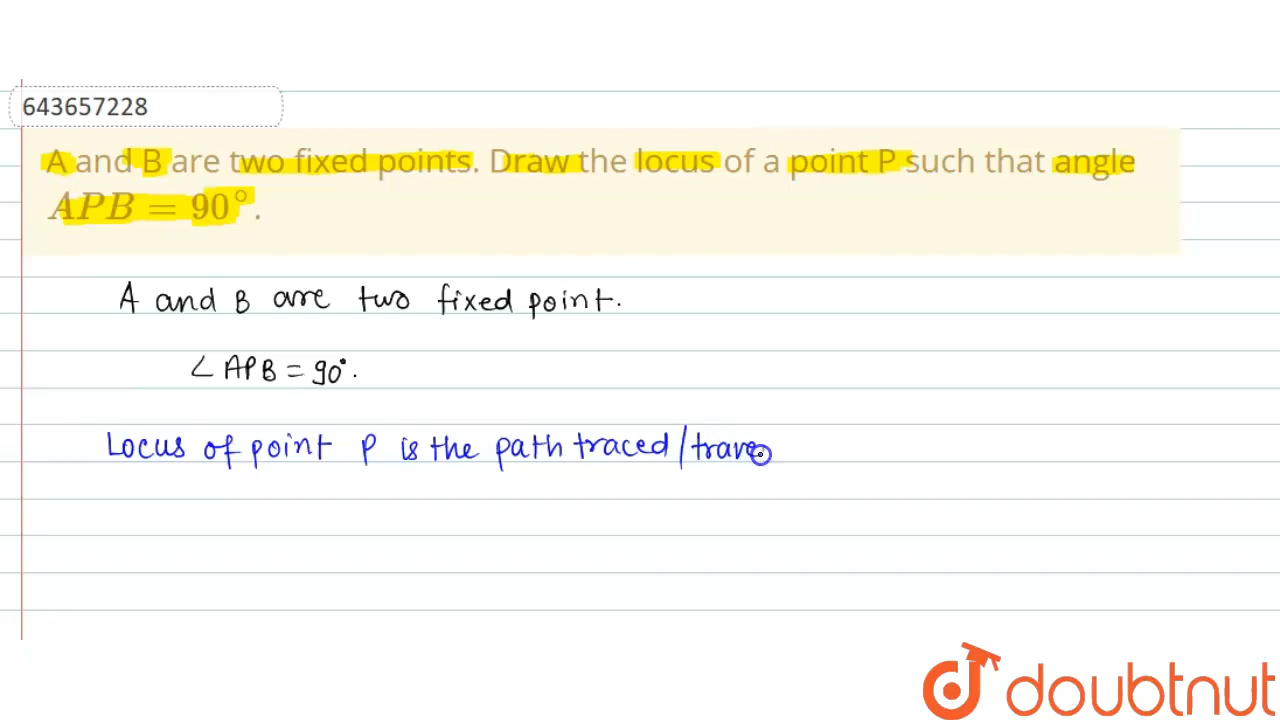 643657228
A and B are two fixed points. Draw the locus of a point P such that angle
APB = 90°.
A and B are two fixed point.
∠APB = 90°.
Locus of point P is the path traced/trave
doubtnut